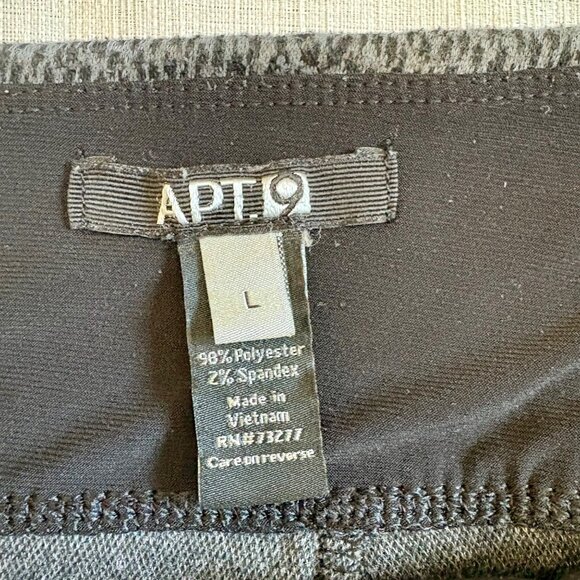 APT.9
L
98% Polyester
2% Spandex
Made in
Vietnam
RN#73277
Care on reverse